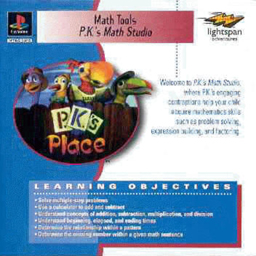 Math Tools
P.K.'s Math Studio
PlayStation
lightspan
P.K.'s
Place
Welcome to P.K.'s Math Studio,
where P.K.'s engaging
contraptions help your child
acquire mathematics skills
such as problem solving,
expression building, and factoring.
LEARNING OBJECTIVES
• Solve multiple-step problems
• Use a calculator to add and subtract
• Understand concepts of addition, subtraction, multiplication, and division
• Understand beginning, elapsed, and ending times
• Determine the relationship within a pattern
• Determine the missing number within a given math sentence